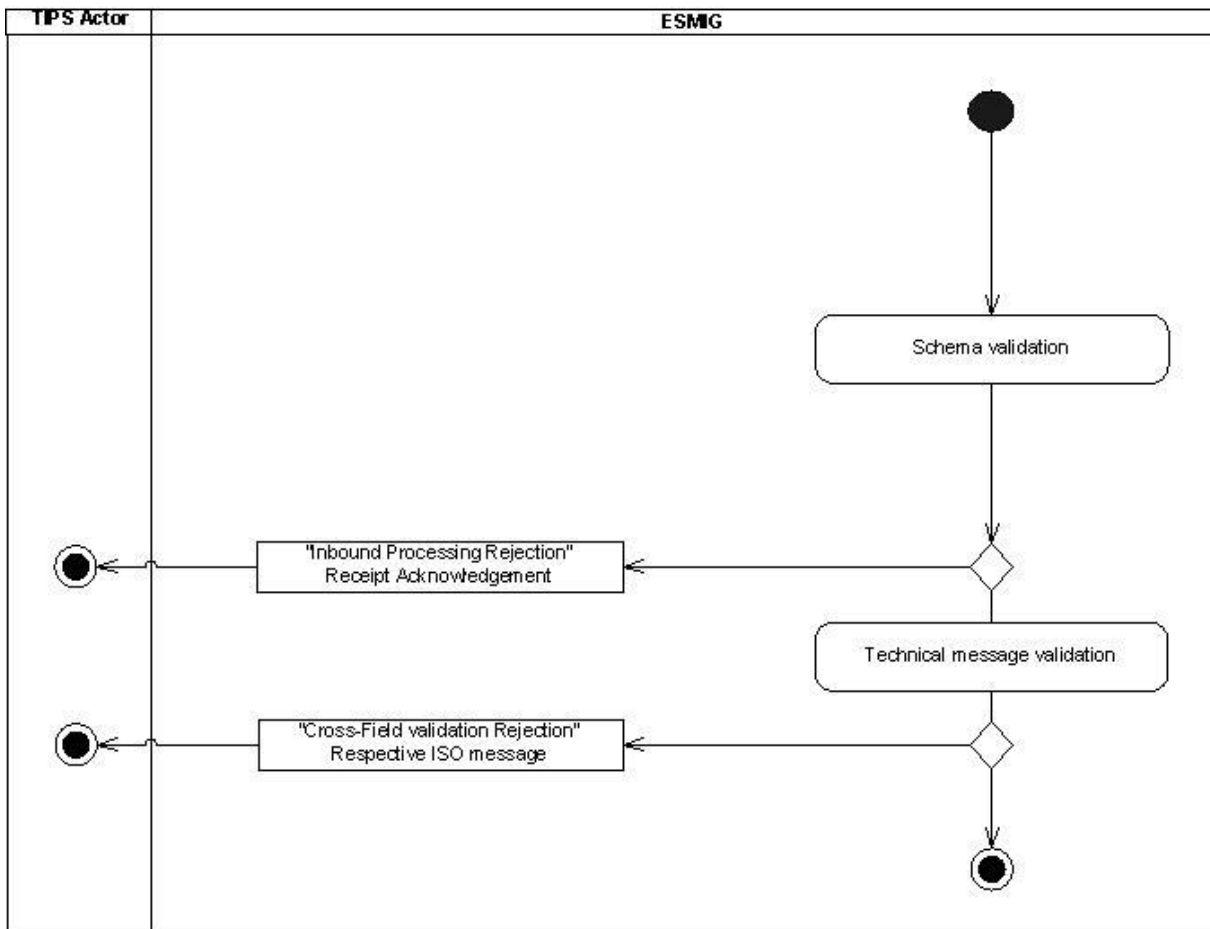 TIPS Actor
ESMIG
Schema validation
"Inbound Processing Rejection"
Receipt Acknowledgement
Technical message validation
"Cross-Field validation Rejection"
Respective ISO message